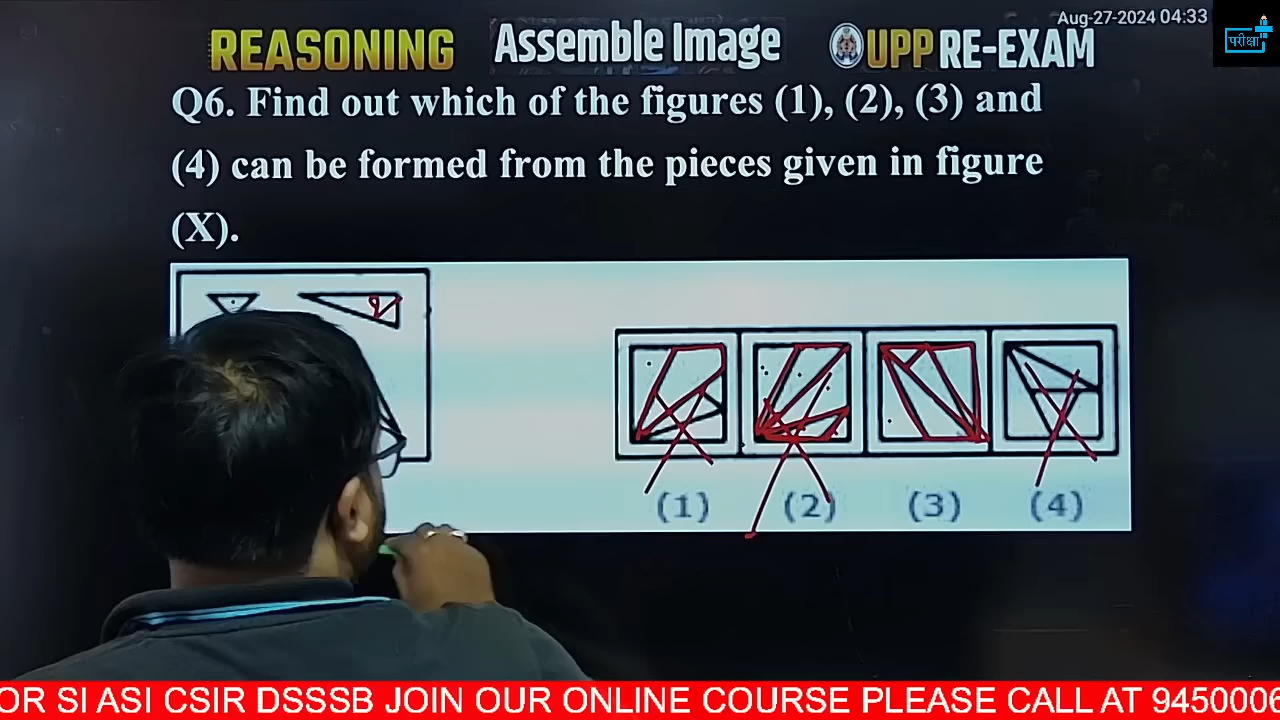 Aug-27-2024 04:33
परीक्षा
REASONING Assemble Image UPP RE-EXAM
Q6. Find out which of the figures (1), (2), (3) and
(4) can be formed from the pieces given in figure
(X).
(1) (2) (3) (4)
OR SI ASI CSIR DSSSB JOIN OUR ONLINE COURSE PLEASE CALL AT 9450006